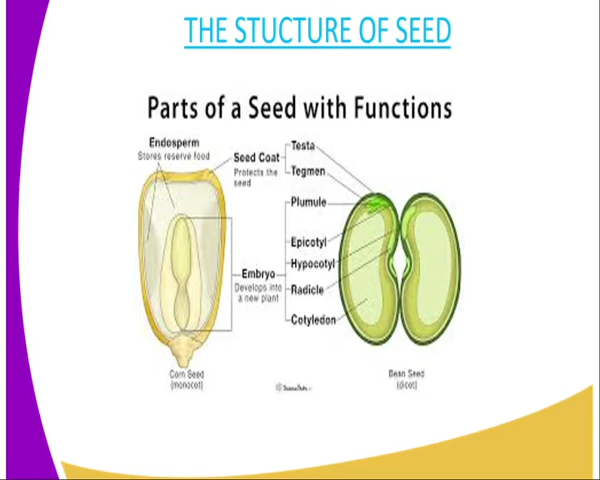 THE STUCTURE OF SEED
Parts of a Seed with Functions
Endosperm
Stores reserve food
Seed Coat
Protects the
seed
Testa
Tegmen
Plumule
Epicotyl
Hypocotyl
Embryo
Develops into
a new plant
Radicle
Cotyledon
Corn Seed
(monocot)
Bean Seed
(dicot)